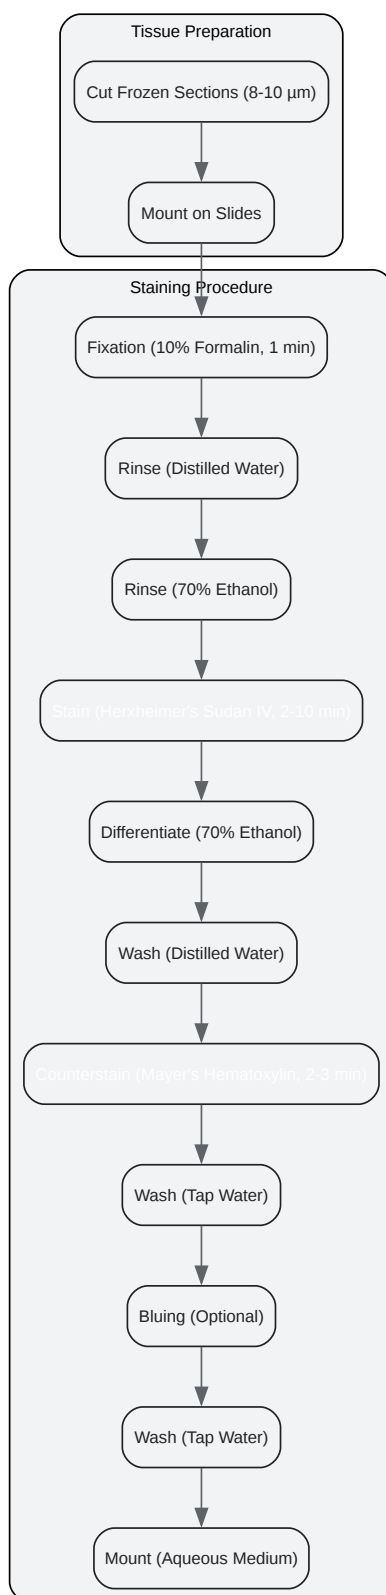 Tissue Preparation
Cut Frozen Sections (8-10 µm)
Mount on Slides
Staining Procedure
Fixation (10% Formalin, 1 min)
Rinse (Distilled Water)
Rinse (70% Ethanol)
Stain (Herxheimer's Sudan IV, 2-10 min)
Differentiate (70% Ethanol)
Wash (Distilled Water)
Counterstain (Mayer's Hematoxylin, 2-3 min)
Wash (Tap Water)
Bluing (Optional)
Wash (Tap Water)
Mount (Aqueous Medium)